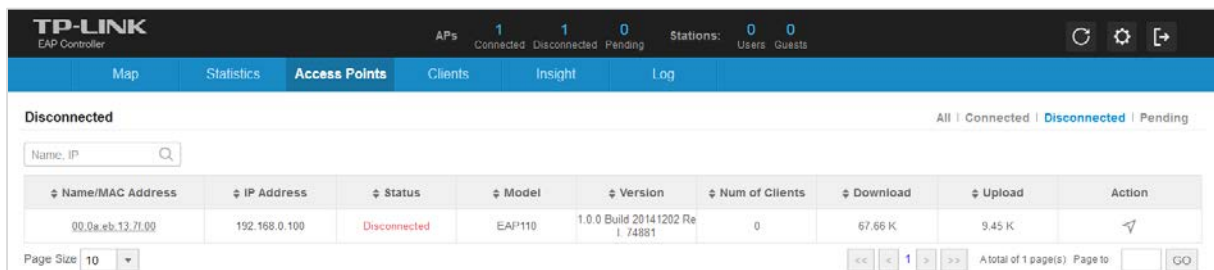 TP-LINK
EAP Controller
APs 1 Connected 1 Disconnected 0 Pending Stations: 0 Users 0 Guests
Map Statistics Access Points Clients Insight Log
Disconnected All | Connected | Disconnected | Pending
Name, IP
Name/MAC Address IP Address Status Model Version Num of Clients Download Upload Action
00:0a:eb:13:7f:00 192.168.0.100 Disconnected EAP110 1.0.0 Build 20141202 Re 0 67.66 K 9.45 K
l. 74881
Page Size 10 << < 1 > >> A total of 1 page(s) Page to GO